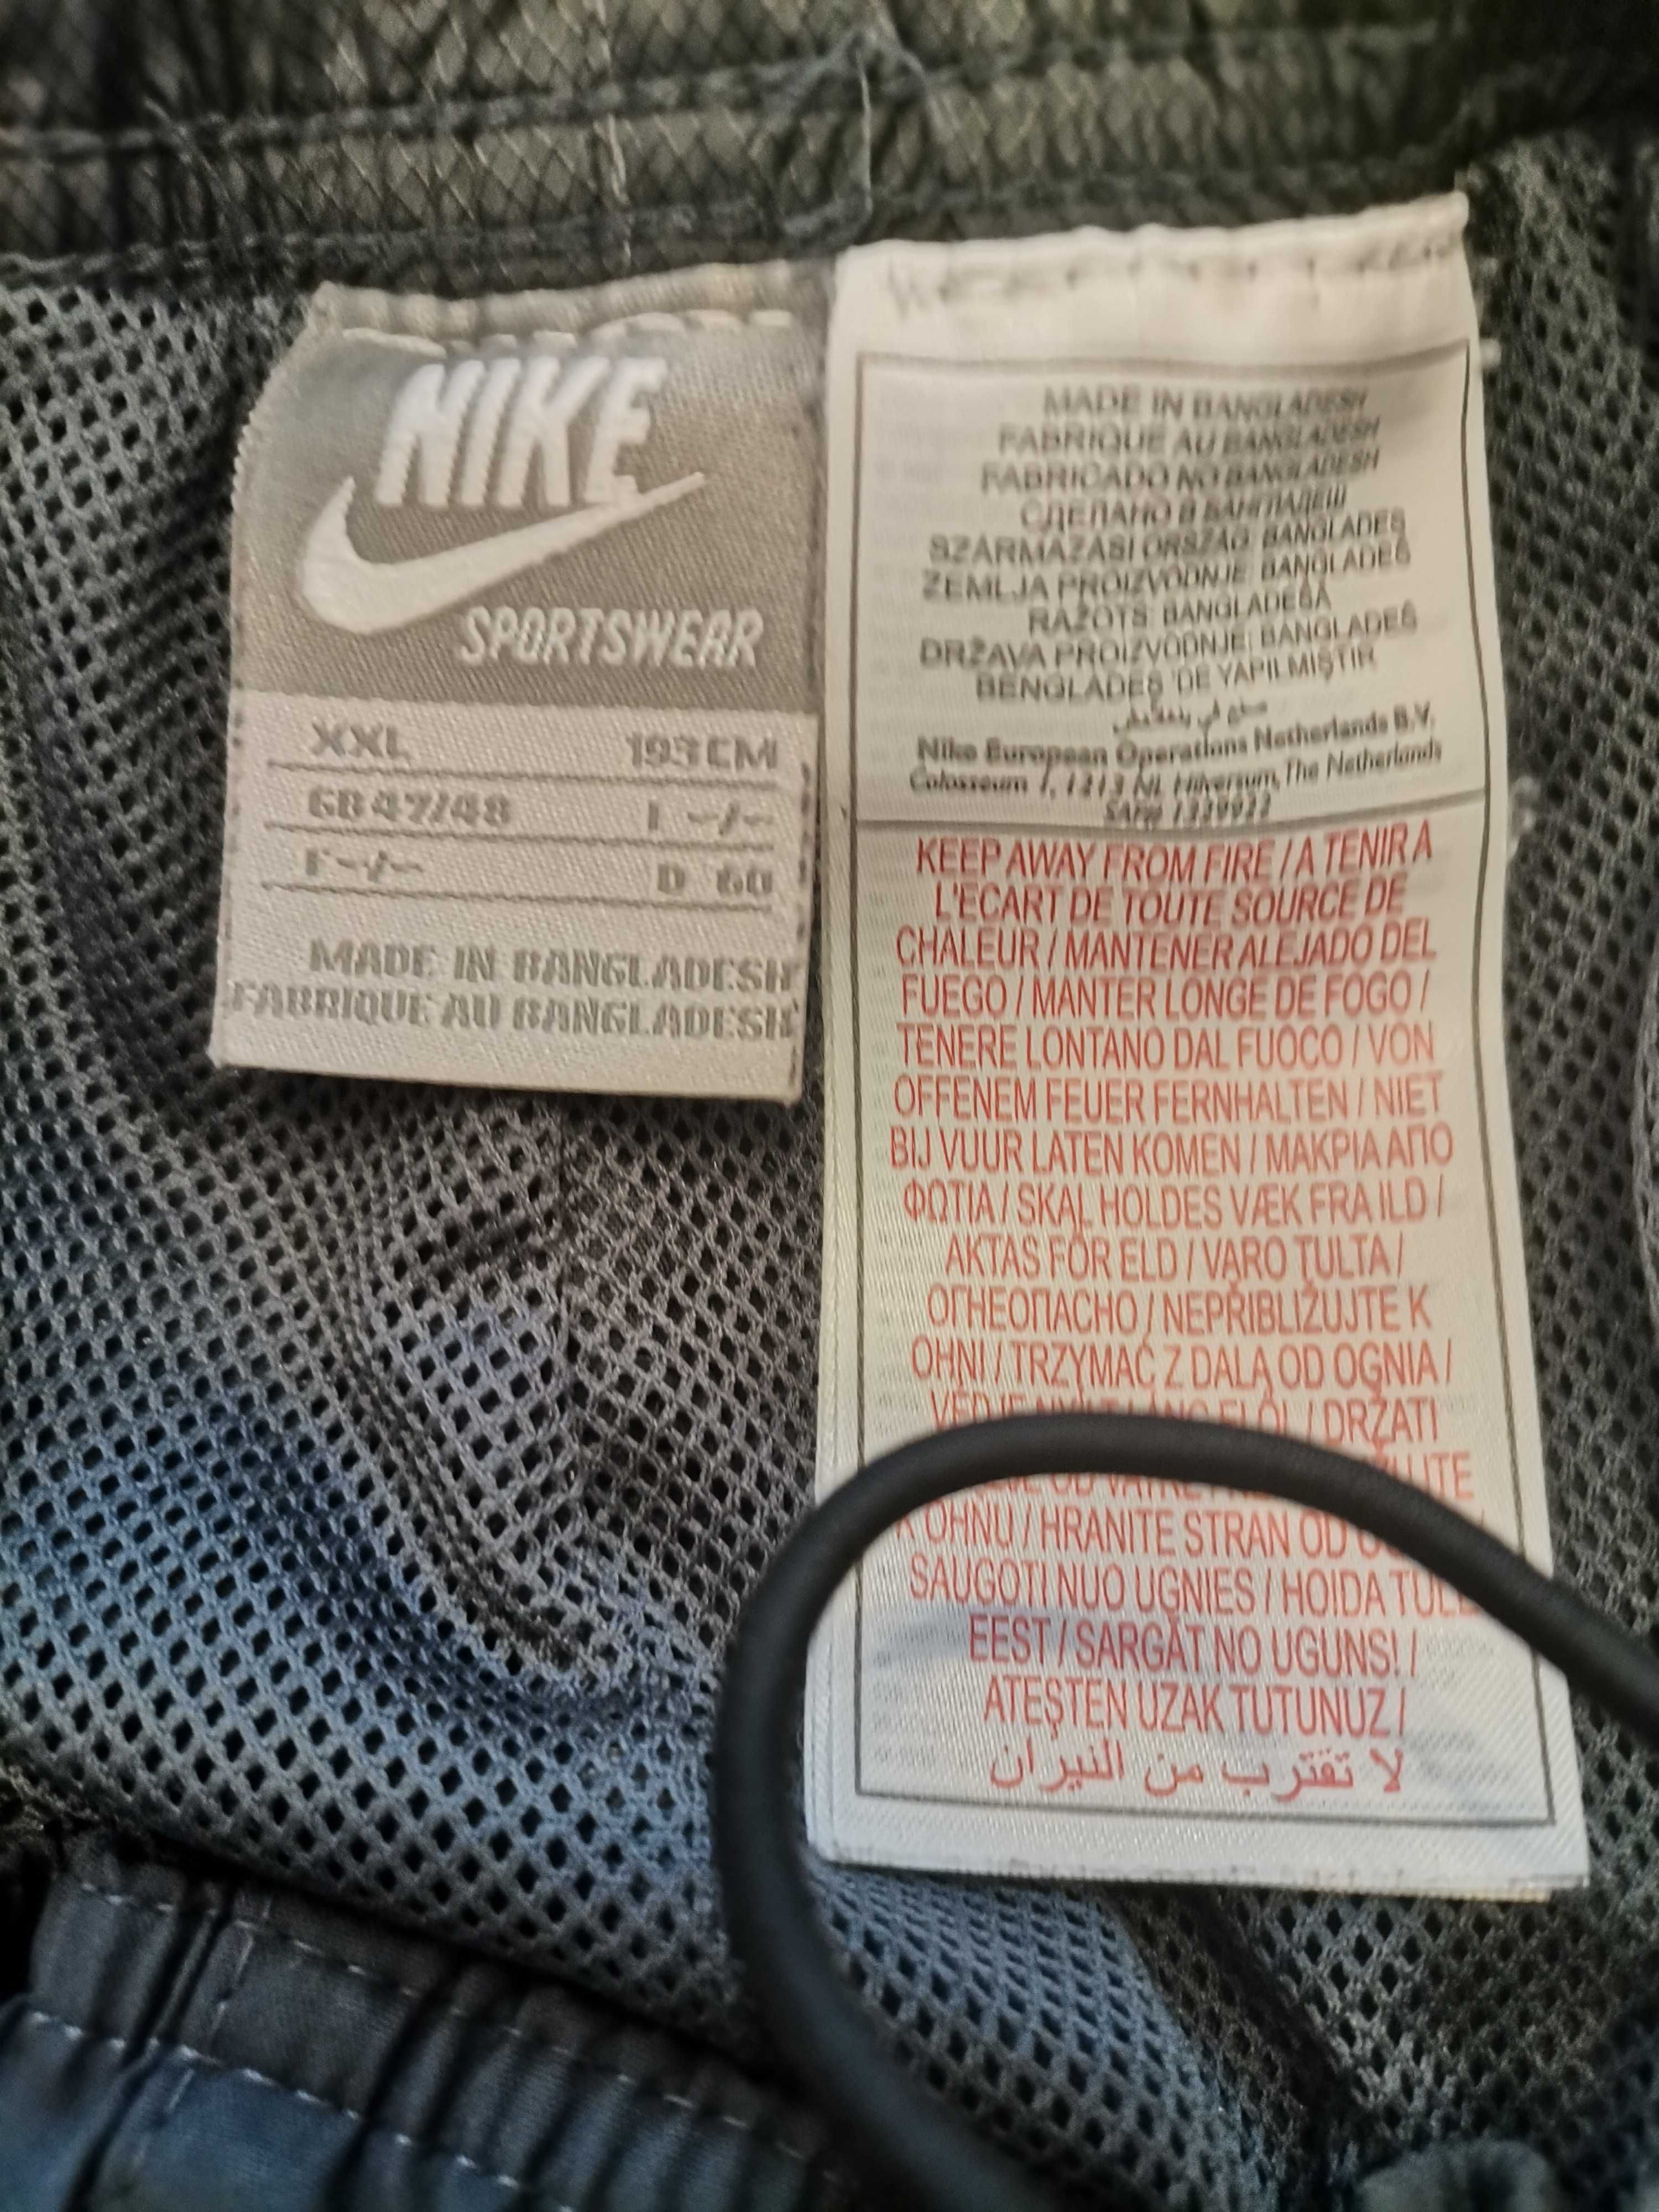 NIKE
SPORTSWEAR
XXL 193 CM
GB 47/48 I -/-
F -/- D 60
MADE IN BANGLADESH
FABRIQUE AU BANGLADESH
MADE IN BANGLADESH
FABRIQUE AU BANGLADESH
FABRICADO NO BANGLADESH
СДЕЛАНО В БАНГЛАДЕШ
SZÁRMAZÁSI ORSZÁG: BANGLADES
ZEMLJA PROIZVODNJE: BANGLADEŠ
RAŽOTS: BANGLADEŠĀ
DRŽAVA PROIZVODNJE: BANGLADEŠ
BENGLADEŞ 'DE YAPILMIŞTIR
صنع في بنغلاديش
Nike European Operations Netherlands B.V.
Colosseum 1, 1213 NL Hilversum, The Netherlands
KEEP AWAY FROM FIRE / A TENIR A
L'ECART DE TOUTE SOURCE DE
CHALEUR / MANTENER ALEJADO DEL
FUEGO / MANTER LONGE DE FOGO /
TENERE LONTANO DAL FUOCO / VON
OFFENEM FEUER FERNHALTEN / NIET
BIJ VUUR LATEN KOMEN / ΜΑΚΡΙΑ ΑΠΟ
ΦΩΤΙΑ / SKAL HOLDES VÆK FRA ILD /
AKTAS FÖR ELD / VARO TULTA /
ОГНЕОПАСНО / NEPŘIBLIŽUJTE K
OHNI / TRZYMAĆ Z DALA OD OGNIA /
/ DRŽATI
OD
K OHNU / HRANITE STRAN OD
SAUGOTI NUO UGNIES / HOIDA
EEST / SARGĀT NO UGUNS! /
ATEŞTEN UZAK TUTUNUZ /
لا تقترب من النيران